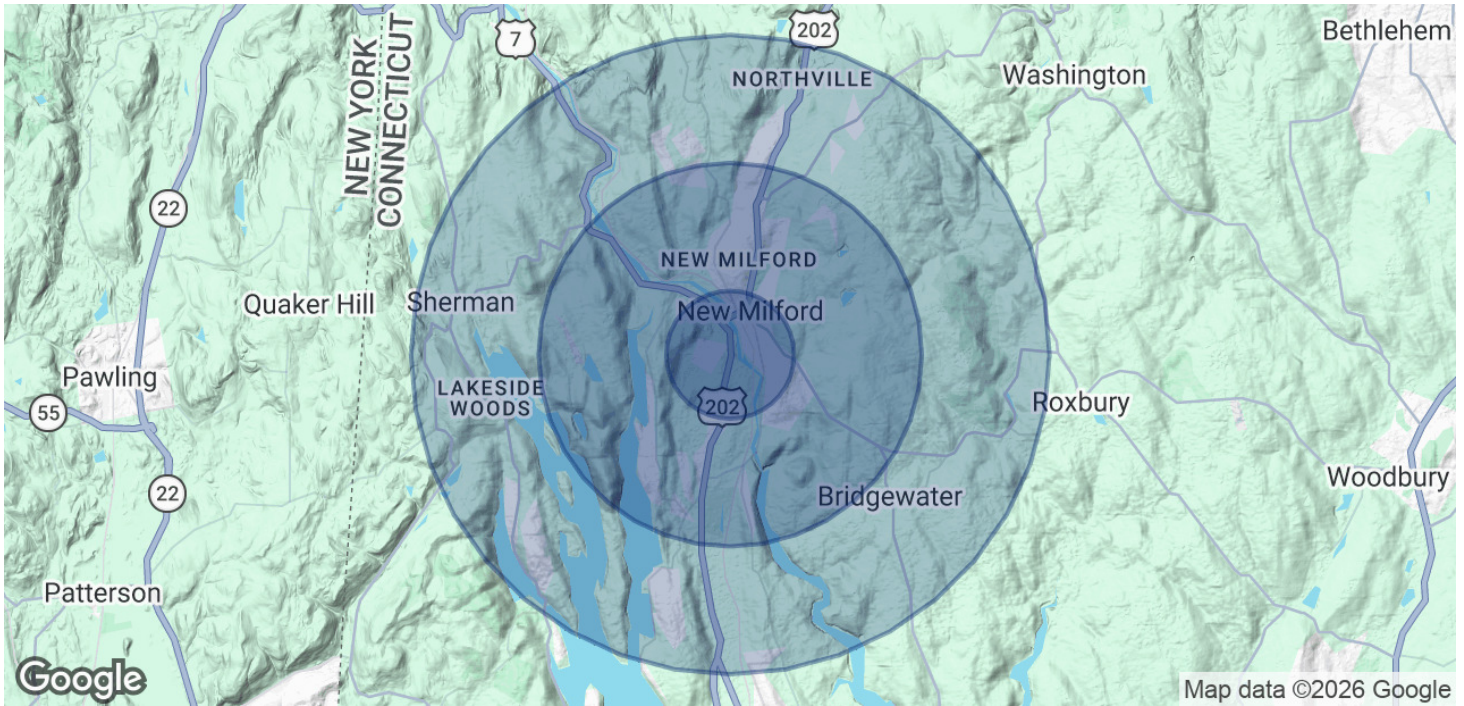 7
202
NORTHVILLE
Bethlehem
Washington
NEW YORK
CONNECTICUT
22
NEW MILFORD
Quaker Hill
Sherman
New Milford
Pawling
LAKESIDE
WOODS
202
55
Roxbury
22
Bridgewater
Woodbury
Patterson
Google
Map data ©2026 Google